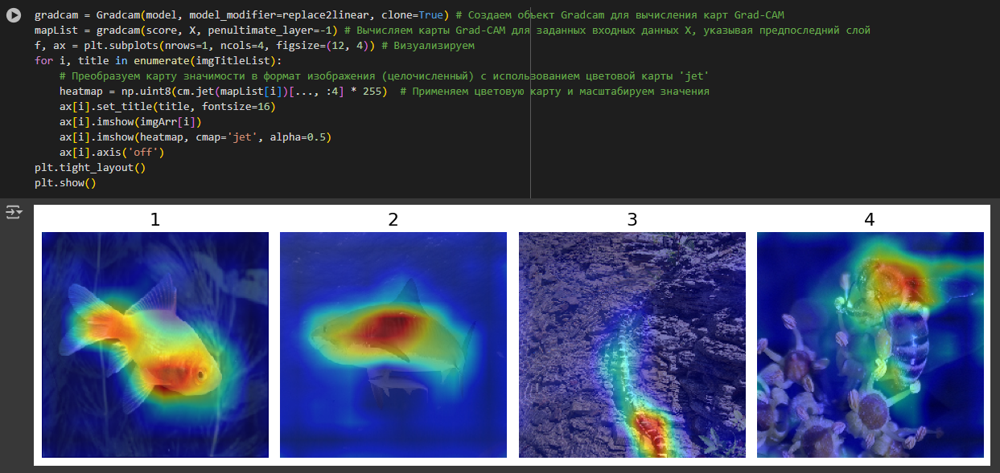 gradcam = Gradcam(model, model_modifier=replace2linear, clone=True) # Создаем объект Gradcam для вычисления карт Grad-CAM
mapList = gradcam(score, X, penultimate_layer=-1) # Вычисляем карты Grad-CAM для заданных входных данных X, указывая предпоследний слой
f, ax = plt.subplots(nrows=1, ncols=4, figsize=(12, 4)) # Визуализируем
for i, title in enumerate(imgTitleList):
    # Преобразуем карту значимости в формат изображения (целочисленный) с использованием цветовой карты 'jet'
    heatmap = np.uint8(cm.jet(mapList[i])[..., :4] * 255)  # Применяем цветовую карту и масштабируем значения
    ax[i].set_title(title, fontsize=16)
    ax[i].imshow(imgArr[i])
    ax[i].imshow(heatmap, cmap='jet', alpha=0.5)
    ax[i].axis('off')
plt.tight_layout()
plt.show()
1 2 3 4